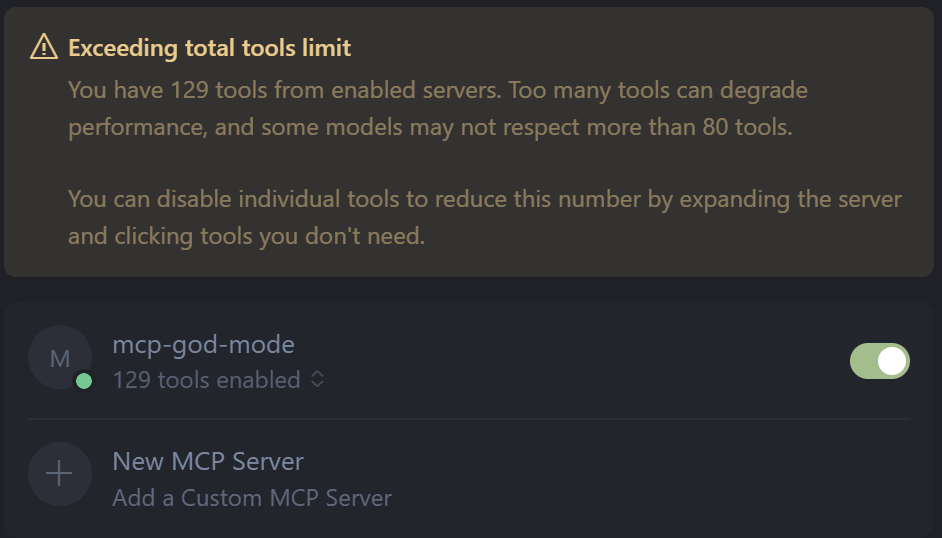 Exceeding total tools limit
You have 129 tools from enabled servers. Too many tools can degrade
performance, and some models may not respect more than 80 tools.
You can disable individual tools to reduce this number by expanding the server
and clicking tools you don't need.
M
mcp-god-mode
129 tools enabled
New MCP Server
Add a Custom MCP Server